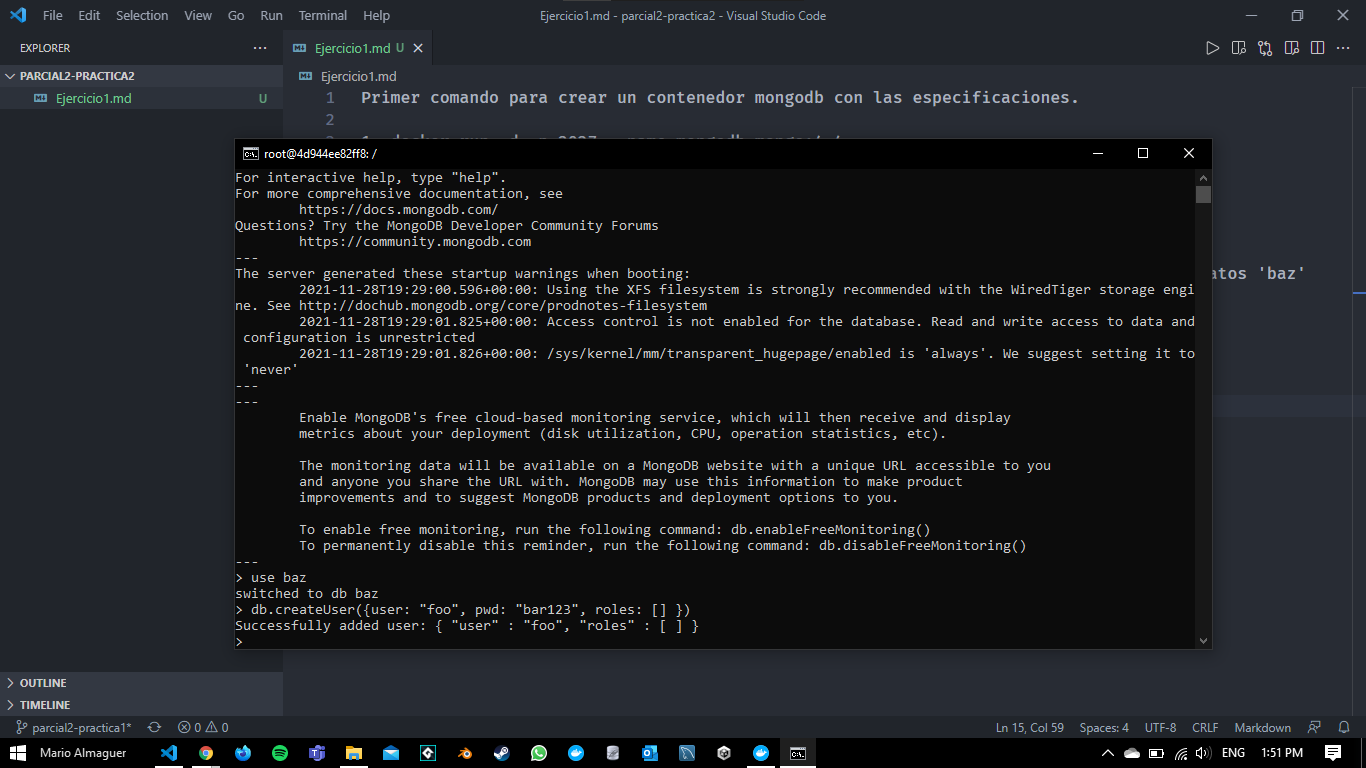 File Edit Selection View Go Run Terminal Help
Ejercicio1.md - parcial2-practica2 - Visual Studio Code
EXPLORER
Ejercicio1.md U
PARCIAL2-PRACTICA2
Ejercicio1.md
Ejercicio1.md U
1 Primer comando para crear un contenedor mongodb con las especificaciones.
2
root@4d944ee82ff8: /
For interactive help, type "help".
For more comprehensive documentation, see
https://docs.mongodb.com/
Questions? Try the MongoDB Developer Community Forums
https://community.mongodb.com
---
The server generated these startup warnings when booting:
2021-11-28T19:29:00.596+00:00: Using the XFS filesystem is strongly recommended with the WiredTiger storage engi
ne. See http://dochub.mongodb.org/core/prodnotes-filesystem
2021-11-28T19:29:01.825+00:00: Access control is not enabled for the database. Read and write access to data and
configuration is unrestricted
2021-11-28T19:29:01.826+00:00: /sys/kernel/mm/transparent_hugepage/enabled is 'always'. We suggest setting it to
'never'
---
---
Enable MongoDB's free cloud-based monitoring service, which will then receive and display
metrics about your deployment (disk utilization, CPU, operation statistics, etc).
The monitoring data will be available on a MongoDB website with a unique URL accessible to you
and anyone you share the URL with. MongoDB may use this information to make product
improvements and to suggest MongoDB products and deployment options to you.
To enable free monitoring, run the following command: db.enableFreeMonitoring()
To permanently disable this reminder, run the following command: db.disableFreeMonitoring()
---
> use baz
switched to db baz
> db.createUser({user: "foo", pwd: "bar123", roles: [] })
Successfully added user: { "user" : "foo", "roles" : [ ] }
>
atos 'baz'
OUTLINE
TIMELINE
parcial2-practica1* 0 0
Ln 15, Col 59 Spaces: 4 UTF-8 CRLF Markdown
Mario Almaguer
ENG 1:51 PM